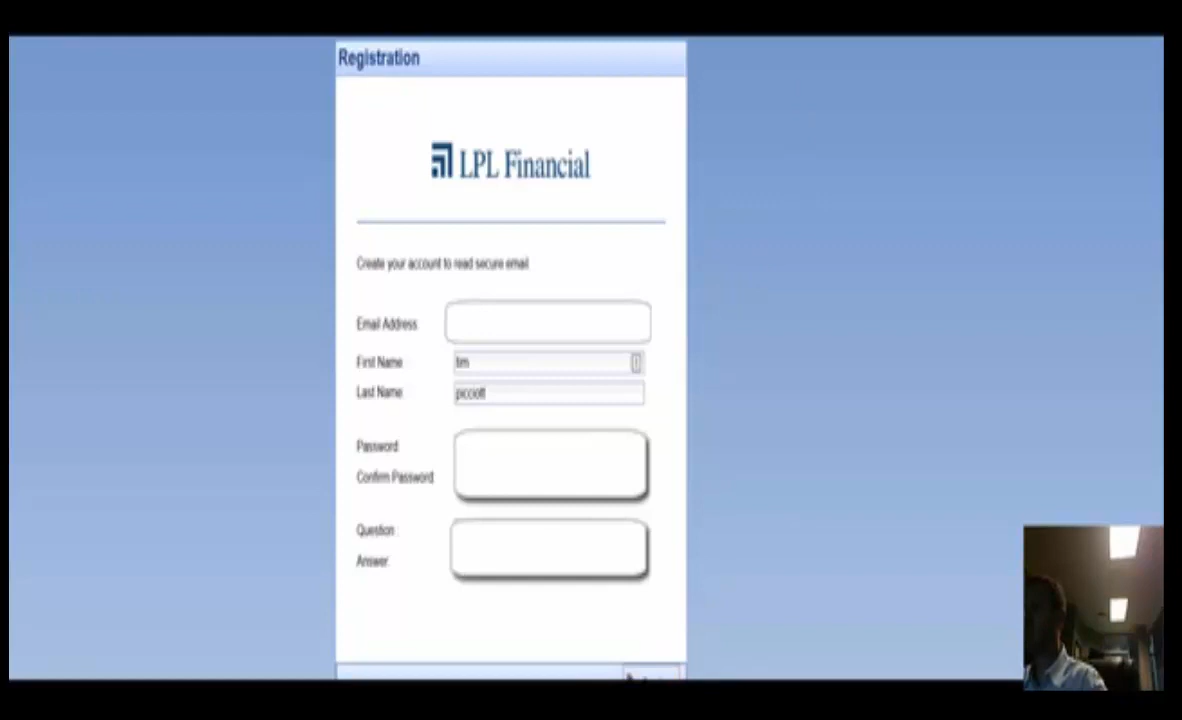 Registration
LPL Financial
Create your account to read secure email
Email Address
First Name tim
Last Name picciott
Password
Confirm Password
Question :
Answer: